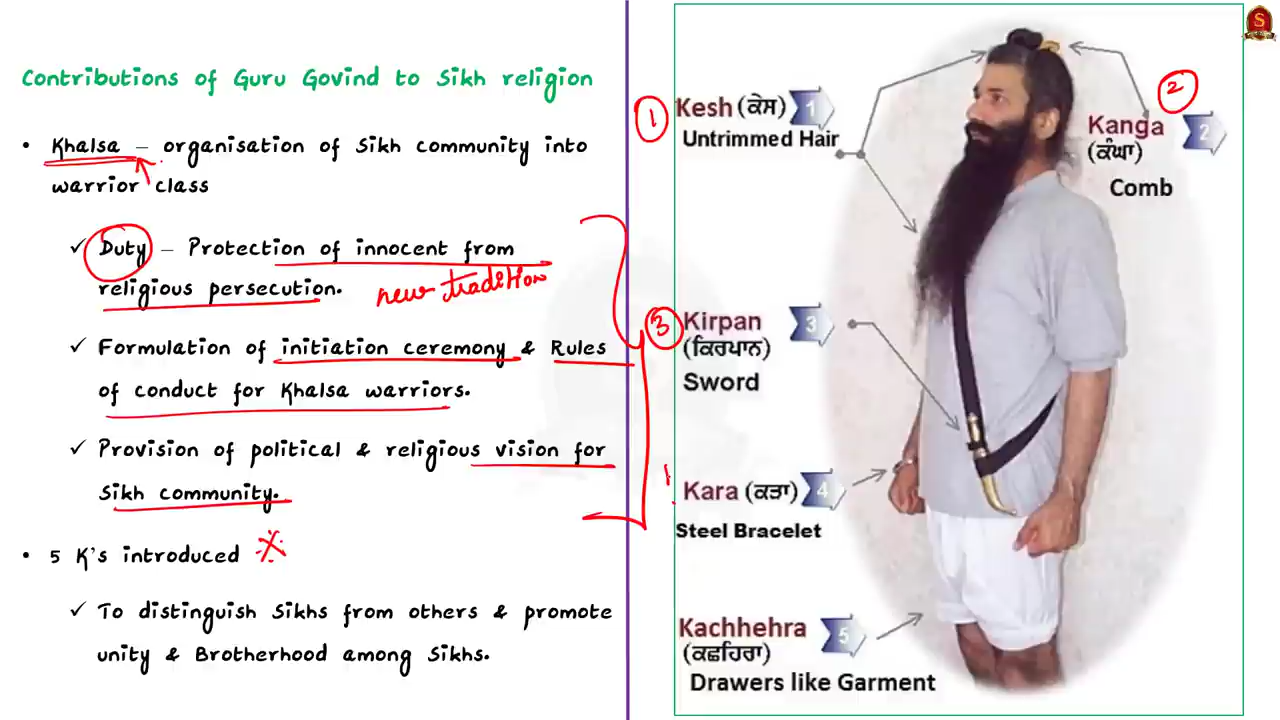 Contributions of Guru Govind to Sikh religion
• Khalsa – organisation of Sikh community into
warrior class
✓ Duty – Protection of innocent from
religious persecution.
new tradition
✓ Formulation of initiation ceremony & Rules
of conduct for Khalsa warriors.
✓ Provision of political & religious vision for
Sikh community.
• 5 K's introduced
✓ To distinguish Sikhs from others & promote
unity & Brotherhood among Sikhs.
1 Kesh (ਕੇਸ) 1
Untrimmed Hair
2
Kanga 2
(ਕੰਘਾ)
Comb
3 Kirpan 3
(ਕਿਰਪਾਨ)
Sword
Kara (ਕੜਾ) 4
Steel Bracelet
Kachhehra 5
(ਕਛਹਿਰਾ)
Drawers like Garment
S